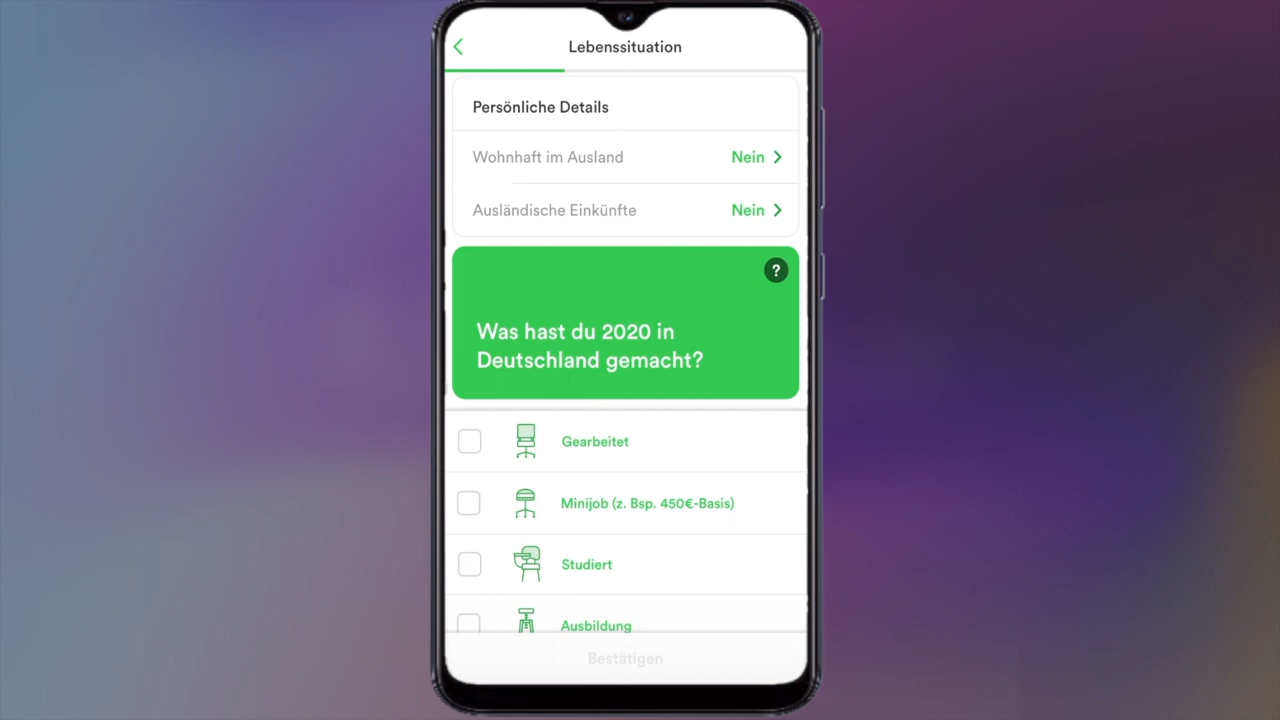 Lebenssituation
Persönliche Details
Wohnhaft im Ausland Nein
Ausländische Einkünfte Nein
?
Was hast du 2020 in
Deutschland gemacht?
Gearbeitet
Minijob (z. Bsp. 450€-Basis)
Studiert
Ausbildung
Bestätigen